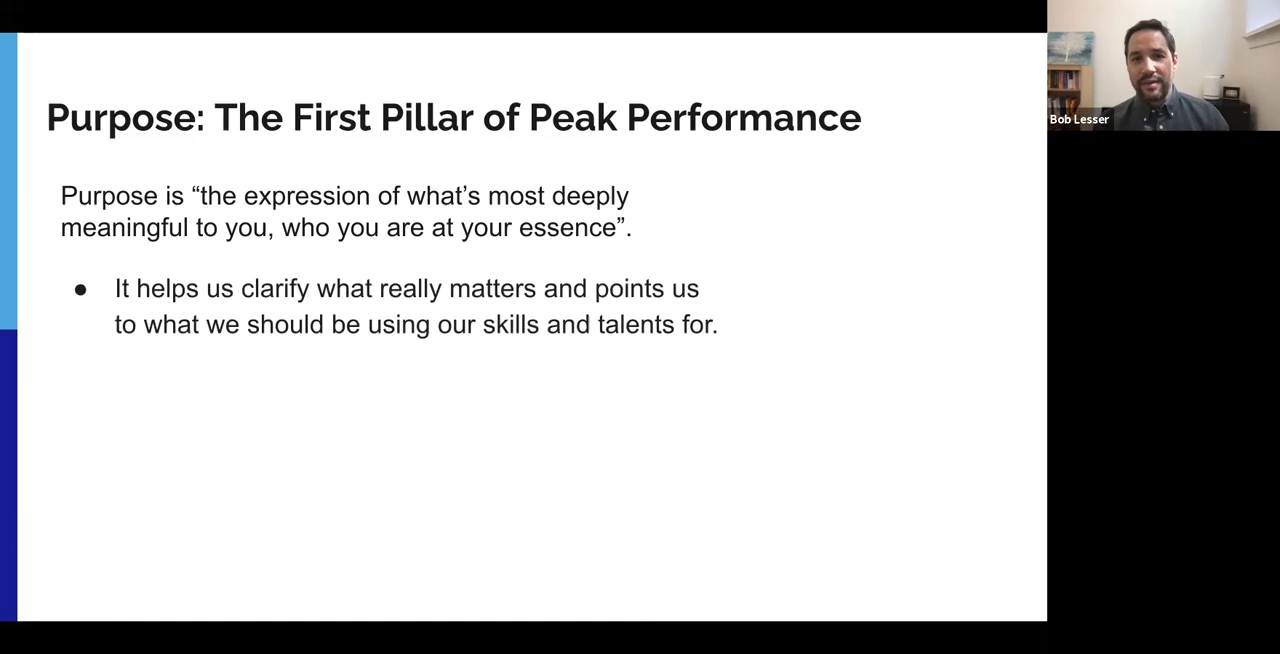 Purpose: The First Pillar of Peak Performance
Purpose is “the expression of what’s most deeply
meaningful to you, who you are at your essence”.
● It helps us clarify what really matters and points us
to what we should be using our skills and talents for.
Bob Lesser